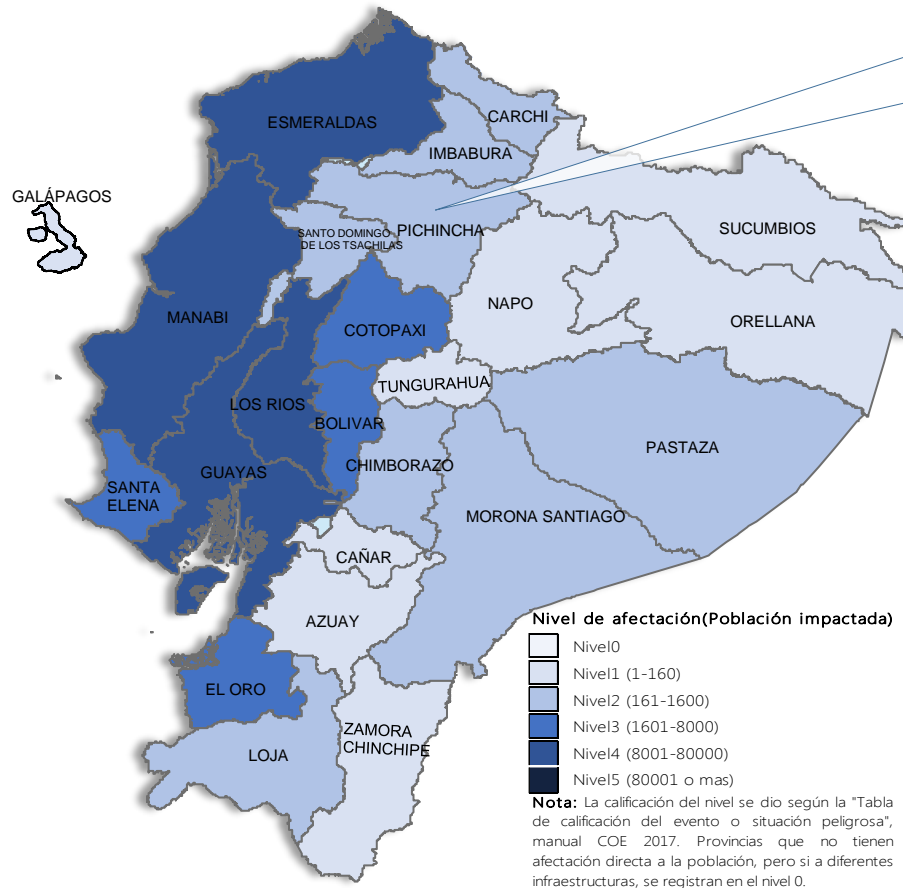 ESMERALDAS
CARCHI
IMBABURA
GALÁPAGOS
SANTO DOMINGO
DE LOS TSACHILAS
PICHINCHA
SUCUMBIOS
NAPO
MANABI
COTOPAXI
ORELLANA
TUNGURAHUA
LOS RIOS
BOLIVAR
PASTAZA
CHIMBORAZO
GUAYAS
SANTA
ELENA
MORONA SANTIAGO
CAÑAR
AZUAY
EL ORO
ZAMORA
CHINCHIPE
LOJA
Nivel de afectación(Población impactada)
Nivel0
Nivel1 (1-160)
Nivel2 (161-1600)
Nivel3 (1601-8000)
Nivel4 (8001-80000)
Nivel5 (80001 o mas)
Nota: La calificación del nivel se dio según la "Tabla
de calificación del evento o situación peligrosa",
manual COE 2017. Provincias que no tienen
afectación directa a la población, pero si a diferentes
infraestructuras, se registran en el nivel 0.